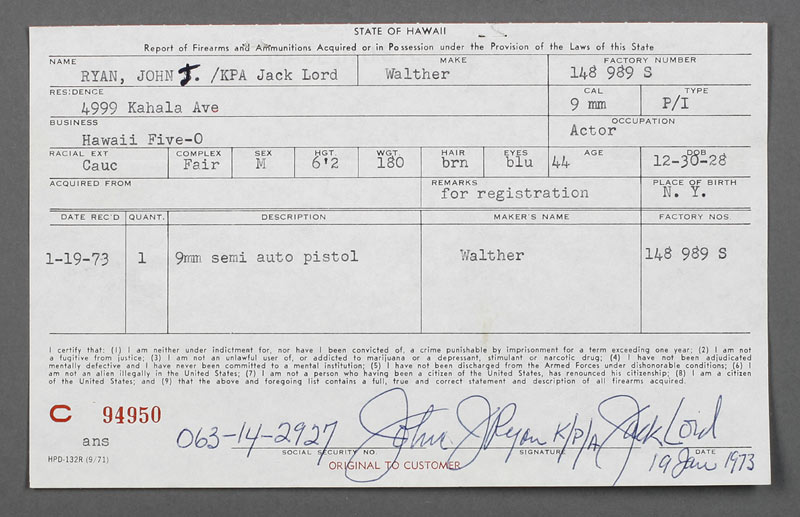 STATE OF HAWAII
Report of Firearms and Ammunitions Acquired or in Possession under the Provision of the Laws of this State
NAME MAKE FACTORY NUMBER
RYAN, JOHN J. /KPA Jack Lord Walther 148 989 S
RESIDENCE CAL TYPE
4999 Kahala Ave 9 mm P/I
BUSINESS OCCUPATION
Hawaii Five-0 Actor
RACIAL EXT COMPLEX SEX HGT. WGT. HAIR EYES AGE DOB
Cauc Fair M 6'2 180 brn blu 44 12-30-28
ACQUIRED FROM REMARKS PLACE OF BIRTH
for registration N. Y.
DATE REC'D QUANT. DESCRIPTION MAKER'S NAME FACTORY NOS
1-19-73 1 9mm semi auto pistol Walther 148 989 S
I certify that: (1) I am neither under indictment for, nor have I been convicted of, a crime punishable by imprisonment for a term exceeding one year; (2) I am not
a fugitive from justice; (3) I am not an unlawful user of, or addicted to marijuana or a depressant, stimulant or narcotic drug; (4) I have not been adjudicated
mentally defective and I have never been committed to a mental institution; (5) I have not been discharged from the Armed Forces under dishonorable conditions; (6) I
am not an alien illegally in the United States; (7) I am not a person who having been a citizen of the United States, has renounced his citizenship; (8) I am a citizen
of the United States; and (9) that the above and foregoing list contains a full, true and correct statement and description of all firearms acquired.
C 94950
ans
063-14-2927 John J Ryan K/P/A Jack Lord
SOCIAL SECURITY NO. SIGNATURE DATE
19 Jan 1973
HPD-132R (9/71) ORIGINAL TO CUSTOMER